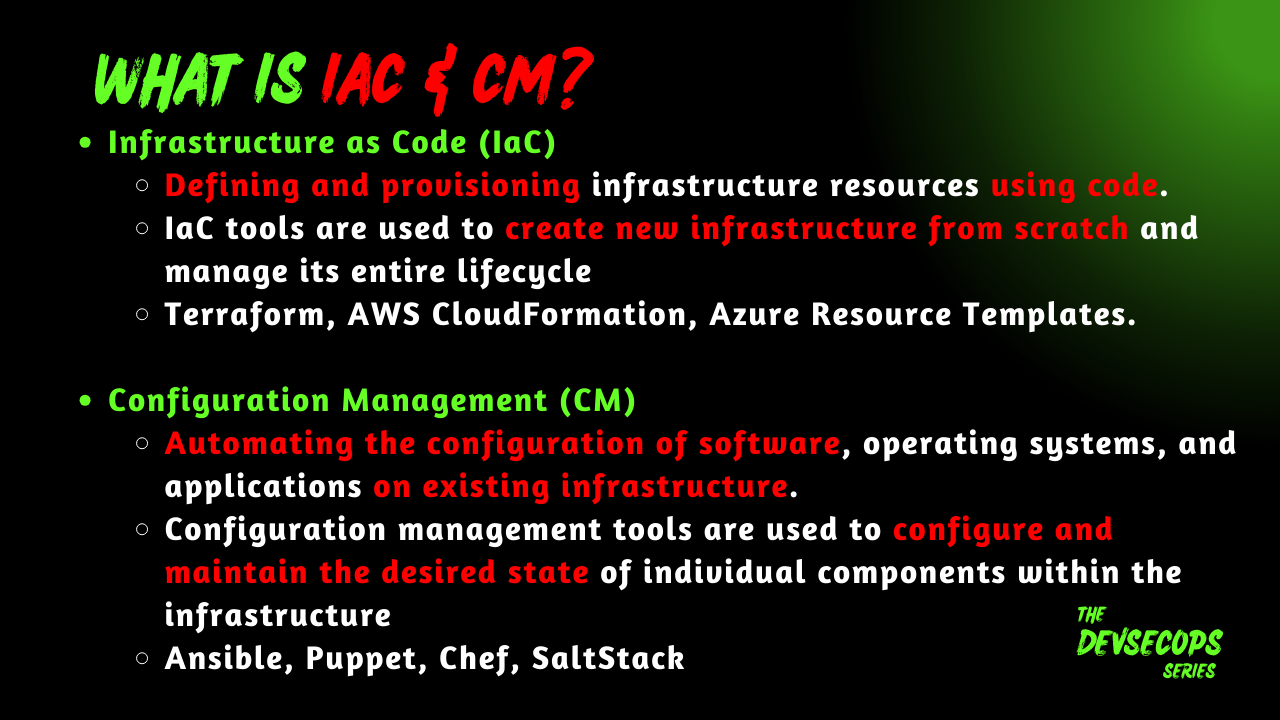 WHAT IS IAC & CM?
• Infrastructure as Code (IaC)
○ Defining and provisioning infrastructure resources using code.
○ IaC tools are used to create new infrastructure from scratch and
manage its entire lifecycle
○ Terraform, AWS CloudFormation, Azure Resource Templates.
• Configuration Management (CM)
○ Automating the configuration of software, operating systems, and
applications on existing infrastructure.
○ Configuration management tools are used to configure and
maintain the desired state of individual components within the
infrastructure
○ Ansible, Puppet, Chef, SaltStack
THE
DEVSECOPS
SERIES